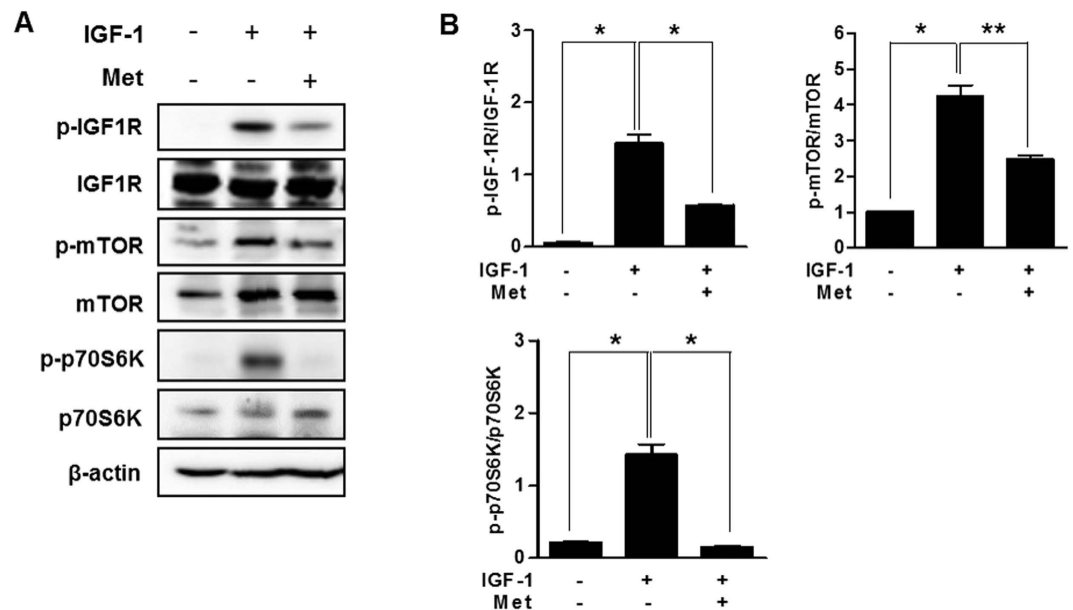 A
IGF-1 - + +
Met - - +
p-IGF1R
IGF1R
p-mTOR
mTOR
p-p70S6K
p70S6K
β-actin
B
p-IGF-1R/IGF-1R
3
2
1
0
* *
IGF-1 - + +
Met - - +
p-mTOR/mTOR
6
5
4
3
2
1
0
* **
IGF-1 - + +
Met - - +
p-p70S6K/p70S6K
3
2
1
0
* *
IGF-1 - + +
Met - - +